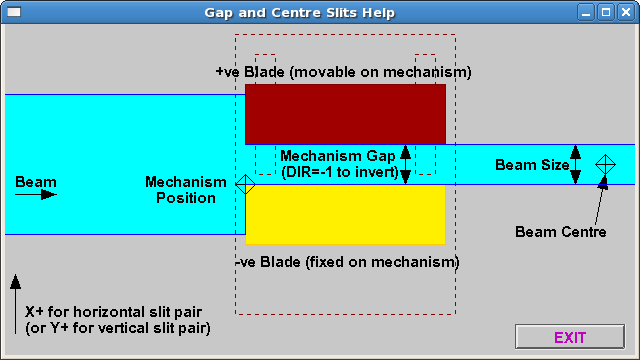 Gap and Centre Slits Help
+ve Blade (movable on mechanism)
Mechanism Gap
(DIR=-1 to invert)
Beam Size
Beam
Mechanism
Position
Beam Centre
-ve Blade (fixed on mechanism)
X+ for horizontal slit pair
(or Y+ for vertical slit pair)
EXIT